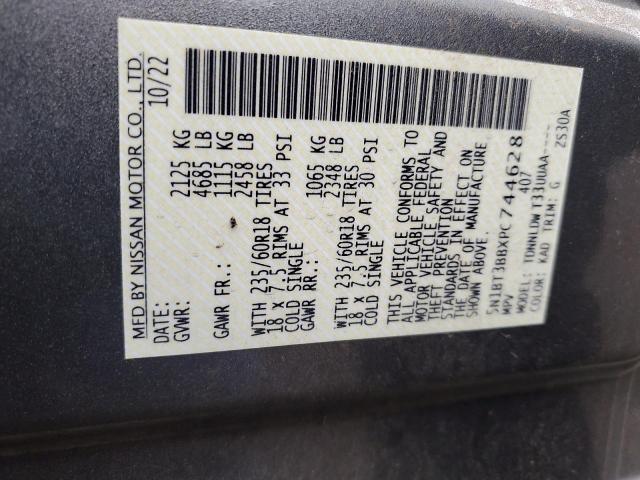 MFD BY NISSAN MOTOR CO., LTD.
DATE: 10/22
GVWR: 2125 KG
4685 LB
GAWR FR.: 1115 KG
2458 LB
WITH 235/60R18 TIRES
18 x 7.5 RIMS AT 33 PSI
COLD SINGLE
GAWR RR.: 1065 KG
2348 LB
WITH 235/60R18 TIRES
18 x 7.5 RIMS AT 30 PSI
COLD SINGLE
THIS VEHICLE CONFORMS TO
ALL APPLICABLE FEDERAL
MOTOR VEHICLE SAFETY AND
THEFT PREVENTION
STANDARDS IN EFFECT ON
THE DATE OF MANUFACTURE
SHOWN ABOVE.
5N1BT3BBXPC744628
MPV 407
MODEL: TDNNLDW T33UUAA----
COLOR: KAD TRIM: G ZS30A